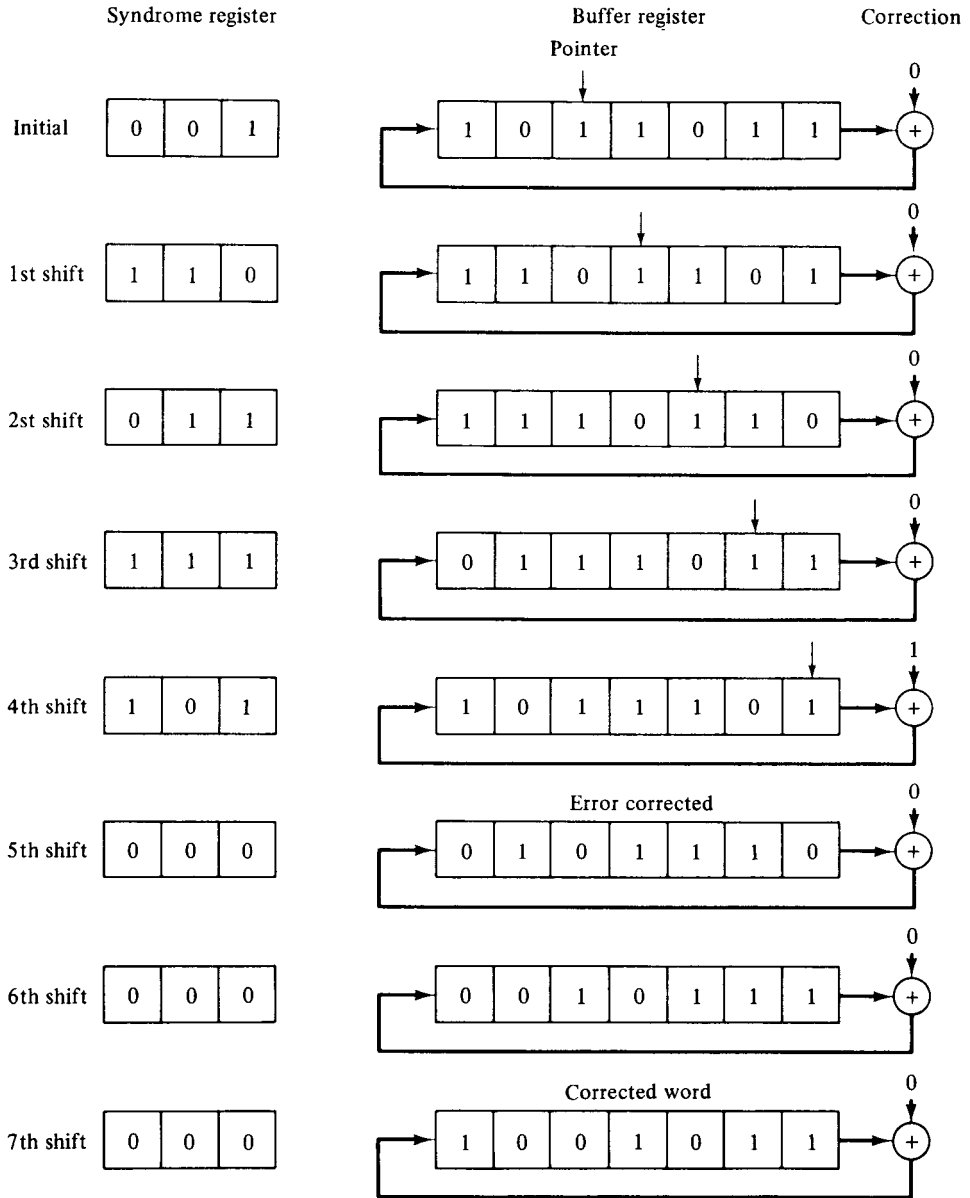 Syndrome register Buffer register Correction
Pointer
0
Initial 0 0 1 1 0 1 1 0 1 1 +
0
1st shift 1 1 0 1 1 0 1 1 0 1 +
0
2st shift 0 1 1 1 1 1 0 1 1 0 +
0
3rd shift 1 1 1 0 1 1 1 0 1 1 +
1
4th shift 1 0 1 1 0 1 1 1 0 1 +
Error corrected
0
5th shift 0 0 0 0 1 0 1 1 1 0 +
0
6th shift 0 0 0 0 0 1 0 1 1 1 +
Corrected word
0
7th shift 0 0 0 1 0 0 1 0 1 1 +